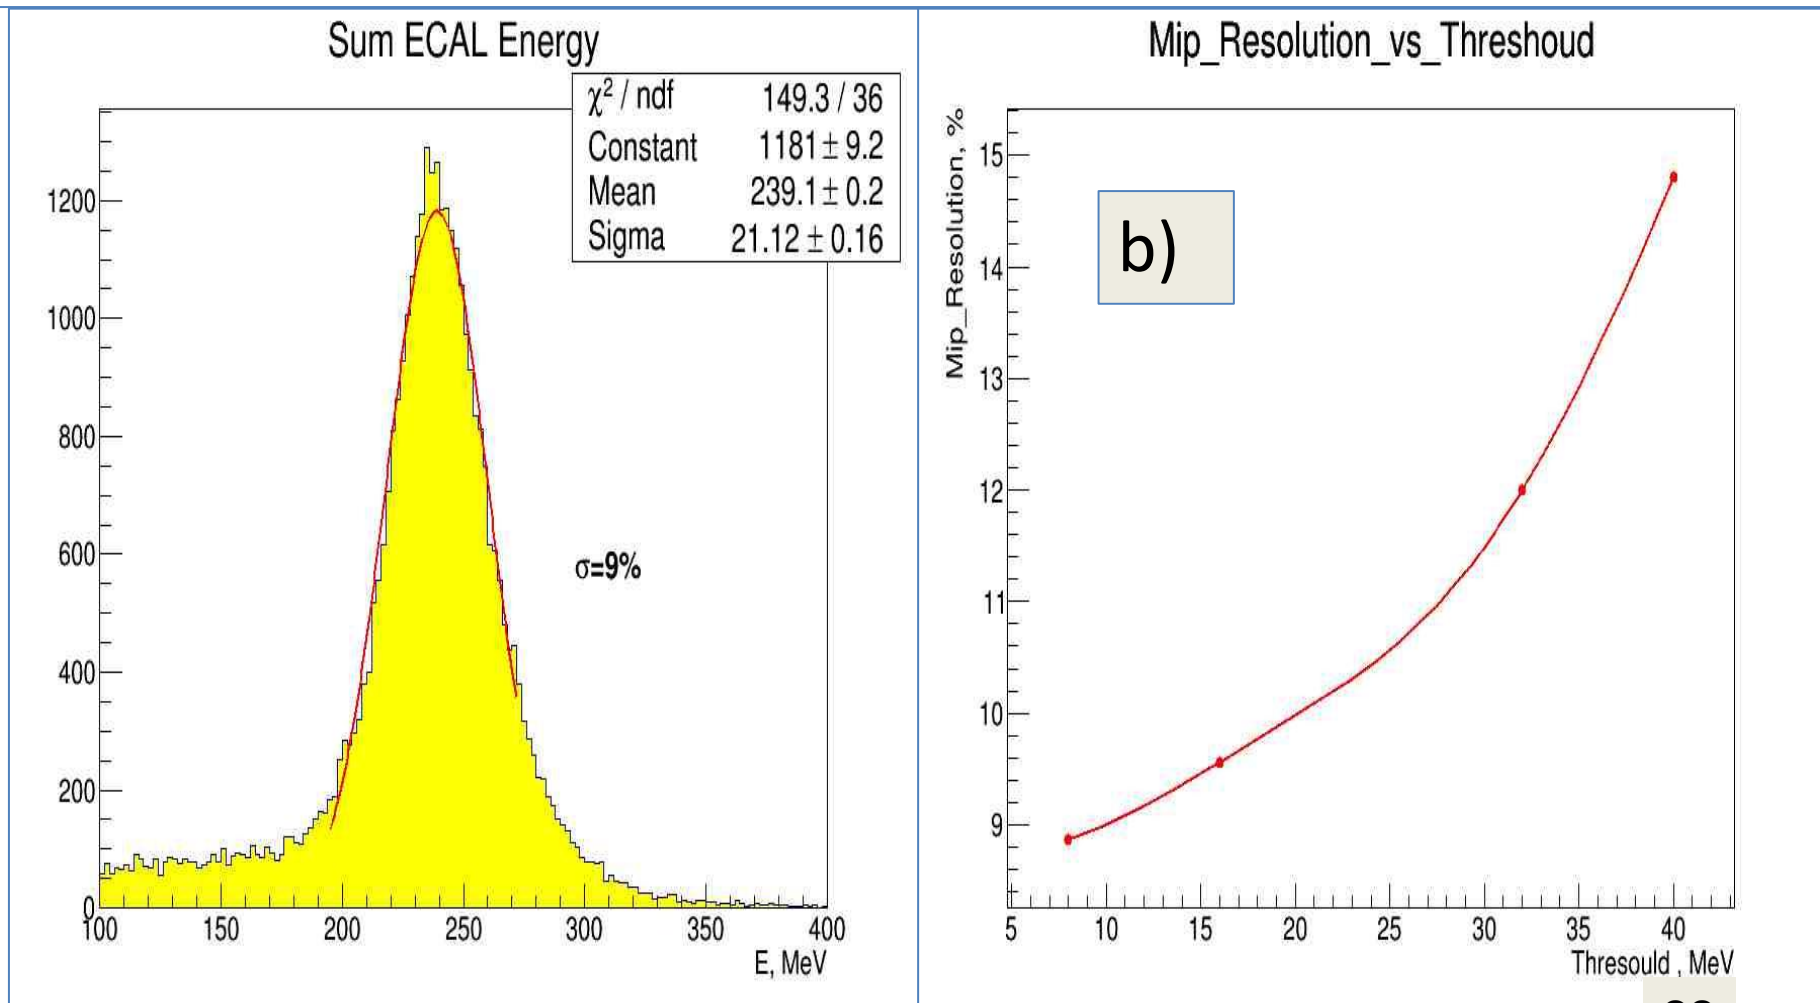 Sum ECAL Energy
χ² / ndf 149.3 / 36
Constant 1181 ± 9.2
Mean 239.1 ± 0.2
Sigma 21.12 ± 0.16
1200
1000
800
600
400
200
0
σ=9%
100 150 200 250 300 350 400
E, MeV
Mip_Resolution_vs_Threshoud
Mip_Resolution, %
b)
15
14
13
12
11
10
9
5 10 15 20 25 30 35 40
Thresould , MeV